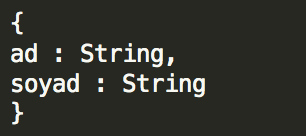 {
ad : String,
soyad : String
}